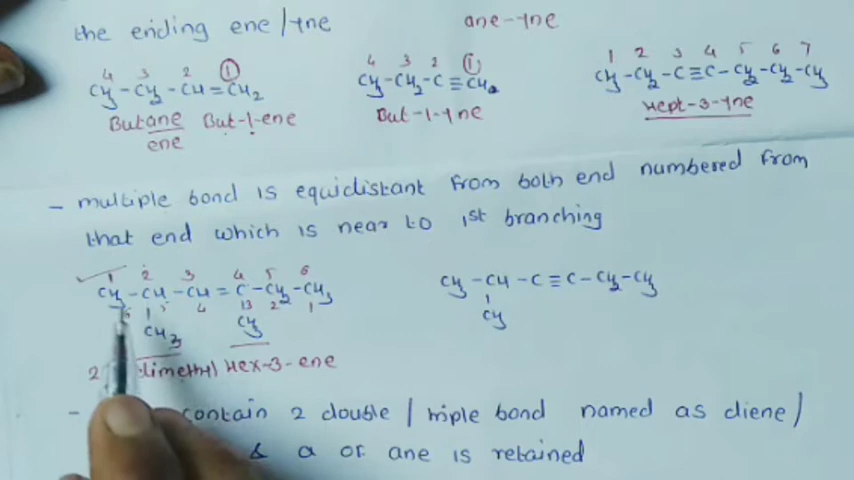 the ending ene/yne ane-yne
4 3 2 1
CH3-CH2-CH=CH2
Butane But-1-ene
ene
4 3 2 1
CH3-CH2-C≡CH
But-1-yne
1 2 3 4 5 6 7
CH3-CH2-C≡C-CH2-CH2-CH3
Hept-3-yne
- multiple bond is equidistant from both end numbered from
that end which is near to 1st branching
1 2 3 4 5 6
CH3-CH-CH=C-CH2-CH3
6 5 4 3 2 1
CH3 CH3
2 dimethyl Hex-3-ene
CH3-CH-C≡C-CH2-CH3
CH3
- contain 2 double/triple bond named as diene/
& a of ane is retained